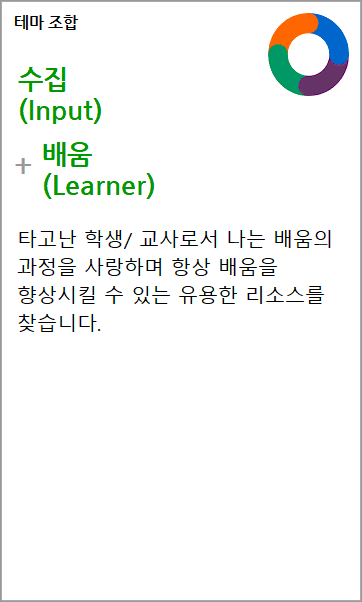 테마 조합
수집
(Input)
+ 배움
(Learner)
타고난 학생/ 교사로서 나는 배움의
과정을 사랑하며 항상 배움을
향상시킬 수 있는 유용한 리소스를
찾습니다.